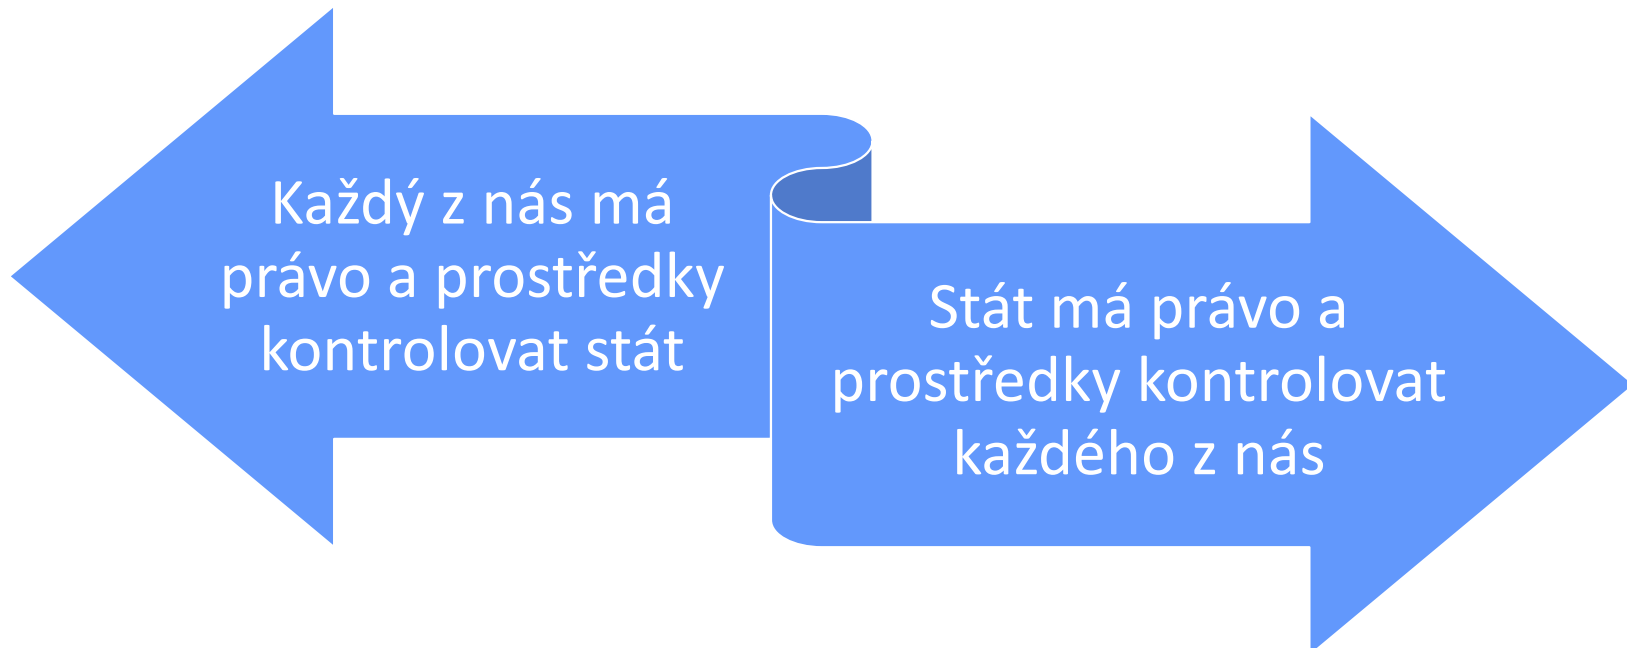 Každý z nás má
právo a prostředky
kontrolovat stát
Stát má právo a
prostředky kontrolovat
každého z nás